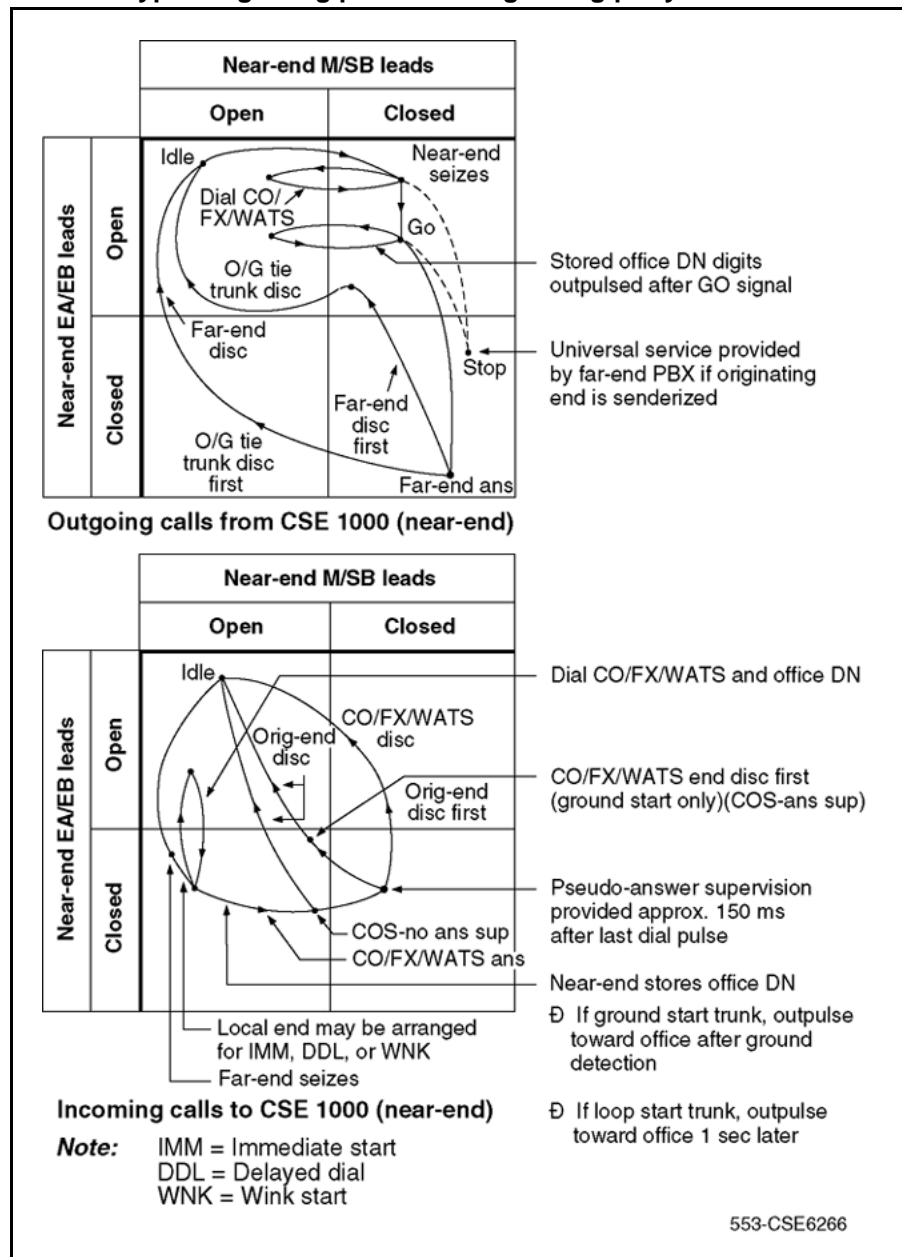 Near-end M/SB leads
Open
Closed
Near-end EA/EB leads
Open
Closed
Idle
Near-end
seizes
Dial CO/
FX/WATS
Go
O/G tie
trunk disc
Far-end
disc
Stop
Far-end
disc
first
O/G tie
trunk disc
first
Far-end ans
Stored office DN digits
outpulsed after GO signal
Universal service provided
by far-end PBX if originating
end is senderized
Outgoing calls from CSE 1000 (near-end)
Near-end M/SB leads
Open
Closed
Near-end EA/EB leads
Open
Closed
Idle
CO/FX/WATS
disc
Orig-end
disc
Orig-end
disc first
COS-no ans sup
CO/FX/WATS ans
Local end may be arranged
for IMM, DDL, or WNK
Far-end seizes
Dial CO/FX/WATS and office DN
CO/FX/WATS end disc first
(ground start only)(COS-ans sup)
Pseudo-answer supervision
provided approx. 150 ms
after last dial pulse
Near-end stores office DN
Đ If ground start trunk, outpulse
toward office after ground
detection
Đ If loop start trunk, outpulse
toward office 1 sec later
Incoming calls to CSE 1000 (near-end)
Note: IMM = Immediate start
DDL = Delayed dial
WNK = Wink start
553-CSE6266